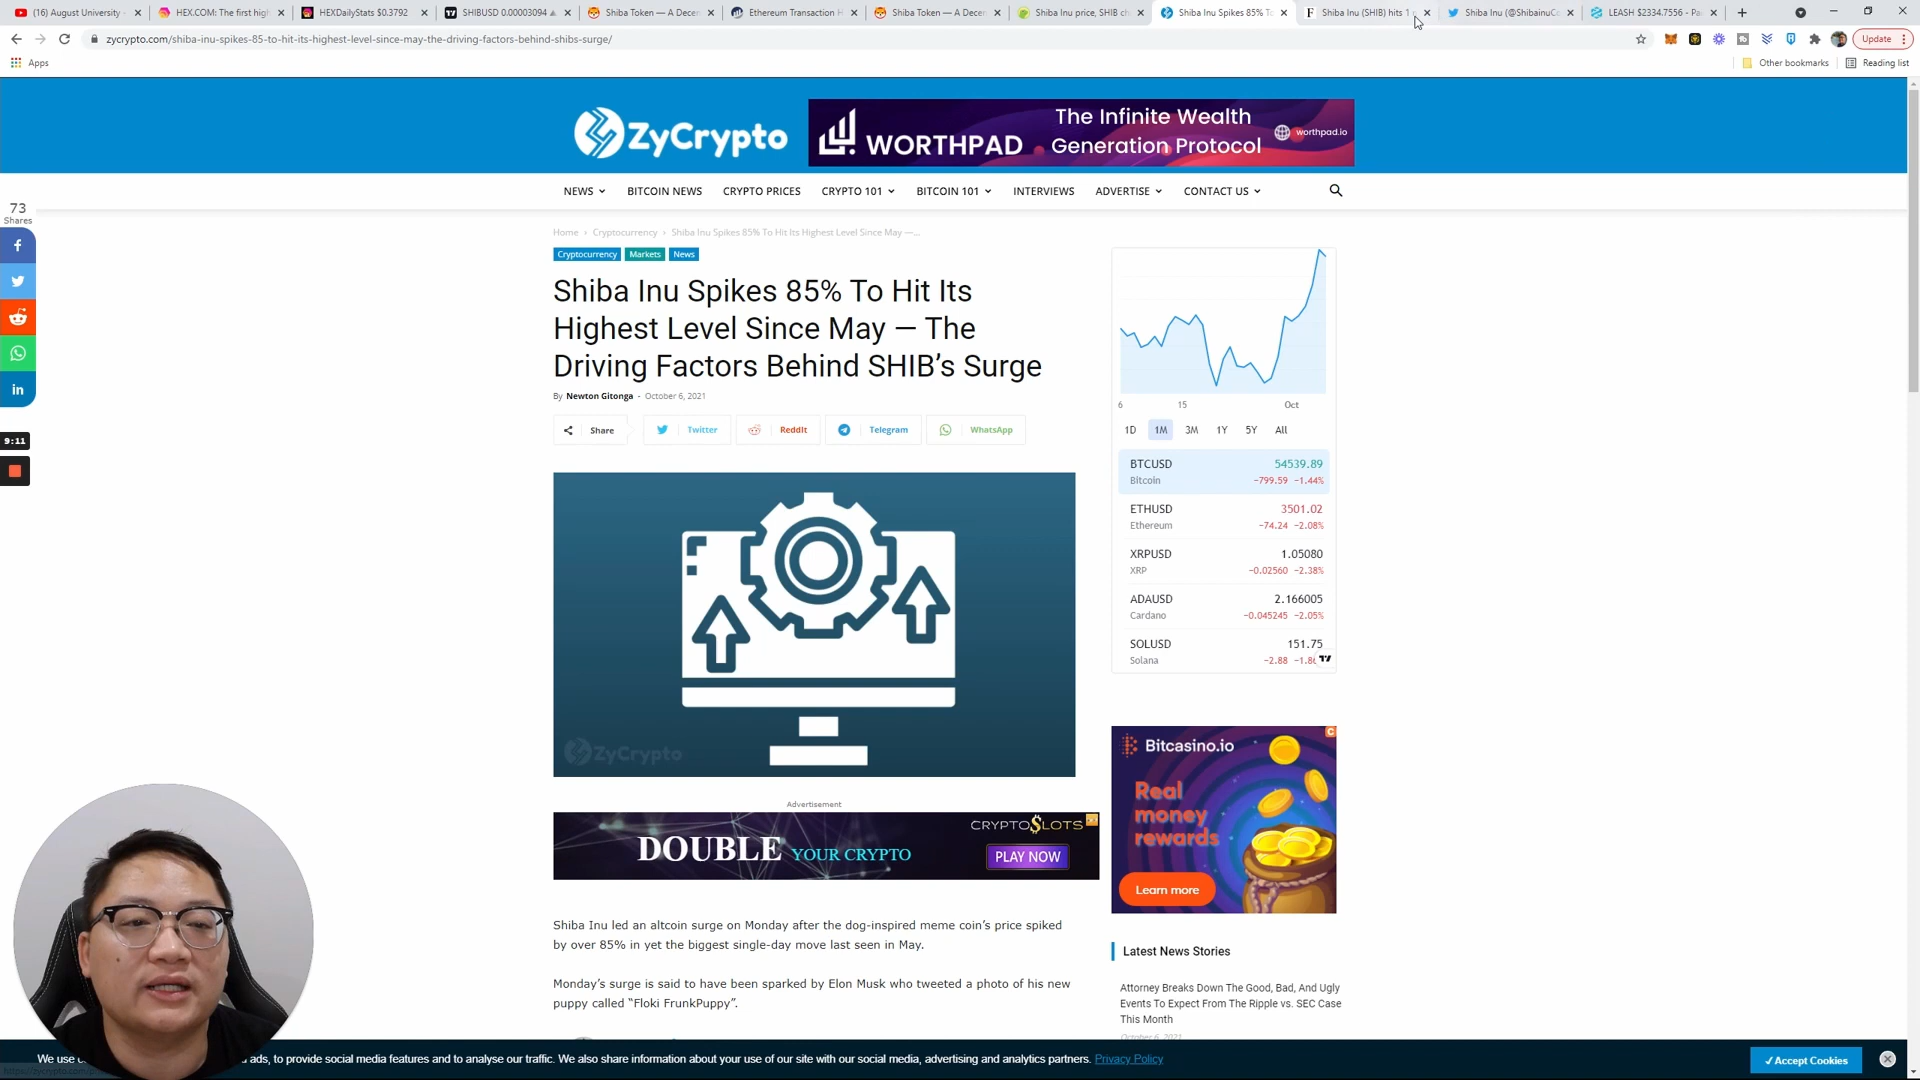 (16) August University -
HEX.COM: The first hig
HEXDailyStats $0.3792
SHIBUSD 0.00003094 ▲
Shiba Token — A Decen
Ethereum Transaction H
Shiba Token — A Decen
Shiba Inu price, SHIB ch
Shiba Inu Spikes 85% To
Shiba Inu (SHIB) hits 1
Shiba Inu (@ShibainuCo
LEASH $2334.7556 - Pa
zycrypto.com/shiba-inu-spikes-85-to-hit-its-highest-level-since-may-the-driving-factors-behind-shibs-surge/
Update
Apps
Other bookmarks
Reading list
ZyCrypto
WORTHPAD
The Infinite Wealth
Generation Protocol
worthpad.io
NEWS
BITCOIN NEWS
CRYPTO PRICES
CRYPTO 101
BITCOIN 101
INTERVIEWS
ADVERTISE
CONTACT US
73
Shares
Home › Cryptocurrency › Shiba Inu Spikes 85% To Hit Its Highest Level Since May —...
Cryptocurrency
Markets
News
Shiba Inu Spikes 85% To Hit Its
Highest Level Since May — The
Driving Factors Behind SHIB’s Surge
By Newton Gitonga - October 6, 2021
Share
Twitter
ReddIt
Telegram
WhatsApp
9:11
ZyCrypto
Advertisement
DOUBLE YOUR CRYPTO
CRYPTO$LOTS
PLAY NOW
Shiba Inu led an altcoin surge on Monday after the dog-inspired meme coin’s price spiked
by over 85% in yet the biggest single-day move last seen in May.
Monday’s surge is said to have been sparked by Elon Musk who tweeted a photo of his new
puppy called “Floki FrunkPuppy”.
6 15 Oct
1D 1M 3M 1Y 5Y All
BTCUSD 54539.89
Bitcoin −799.59 −1.44%
ETHUSD 3501.02
Ethereum −74.24 −2.08%
XRPUSD 1.05080
XRP −0.02560 −2.38%
ADAUSD 2.166005
Cardano −0.045245 −2.05%
SOLUSD 151.75
Solana −2.88
Bitcasino.io
Real
money
rewards
Learn more
Latest News Stories
Attorney Breaks Down The Good, Bad, And Ugly
Events To Expect From The Ripple vs. SEC Case
This Month
October 6, 2021
We use c
ads, to provide social media features and to analyse our traffic. We also share information about your use of our site with our social media, advertising and analytics partners. Privacy Policy
✓Accept Cookies